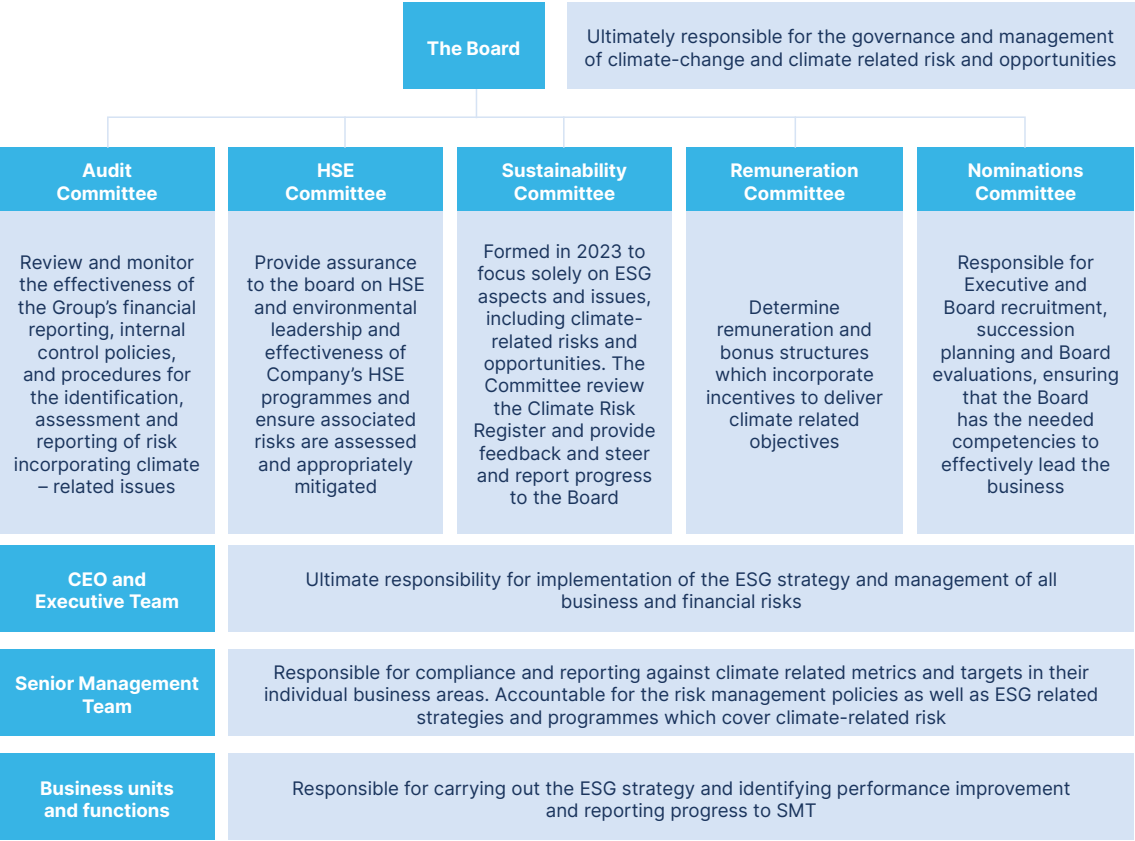 The Board
Ultimately responsible for the governance and management
of climate-change and climate related risk and opportunities
Audit
Committee
Review and monitor
the effectiveness of
the Group’s financial
reporting, internal
control policies,
and procedures for
the identification,
assessment and
reporting of risk
incorporating climate
– related issues
HSE
Committee
Provide assurance
to the board on HSE
and environmental
leadership and
effectiveness of
Company’s HSE
programmes and
ensure associated
risks are assessed
and appropriately
mitigated
Sustainability
Committee
Formed in 2023 to
focus solely on ESG
aspects and issues,
including climate-
related risks and
opportunities. The
Committee review
the Climate Risk
Register and provide
feedback and steer
and report progress
to the Board
Remuneration
Committee
Determine
remuneration and
bonus structures
which incorporate
incentives to deliver
climate related
objectives
Nominations
Committee
Responsible for
Executive and
Board recruitment,
succession
planning and Board
evaluations, ensuring
that the Board
has the needed
competencies to
effectively lead the
business
CEO and
Executive Team
Ultimate responsibility for implementation of the ESG strategy and management of all
business and financial risks
Senior Management
Team
Responsible for compliance and reporting against climate related metrics and targets in their
individual business areas. Accountable for the risk management policies as well as ESG related
strategies and programmes which cover climate-related risk
Business units
and functions
Responsible for carrying out the ESG strategy and identifying performance improvement
and reporting progress to SMT